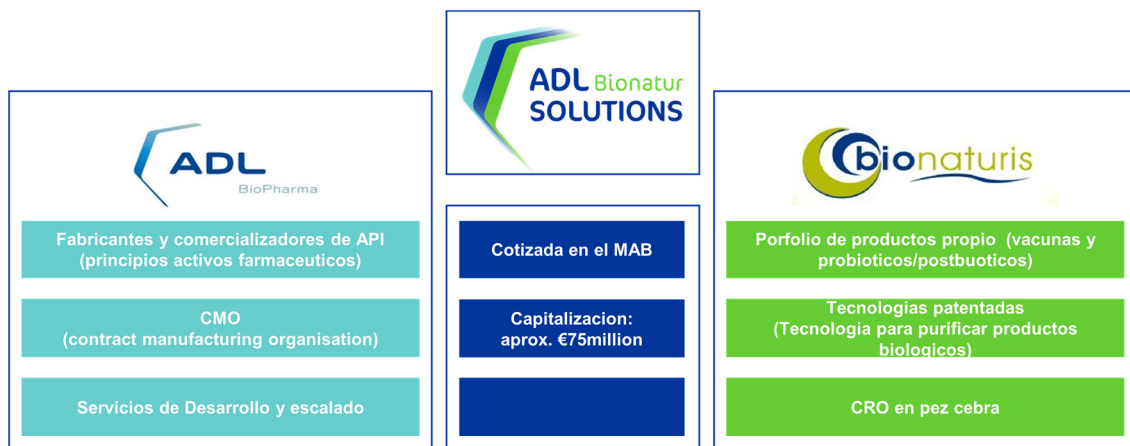 ADL Bionatur
SOLUTIONS
ADL
BioPharma
Fabricantes y comercializadores de API
(principios activos farmaceuticos)
CMO
(contract manufacturing organisation)
Servicios de Desarrollo y escalado
Cotizada en el MAB
Capitalizacion:
aprox. €75million
bionaturis
Porfolio de productos propio (vacunas y
probioticos/postbuoticos)
Tecnologias patentadas
(Tecnologia para purificar productos
biologicos)
CRO en pez cebra